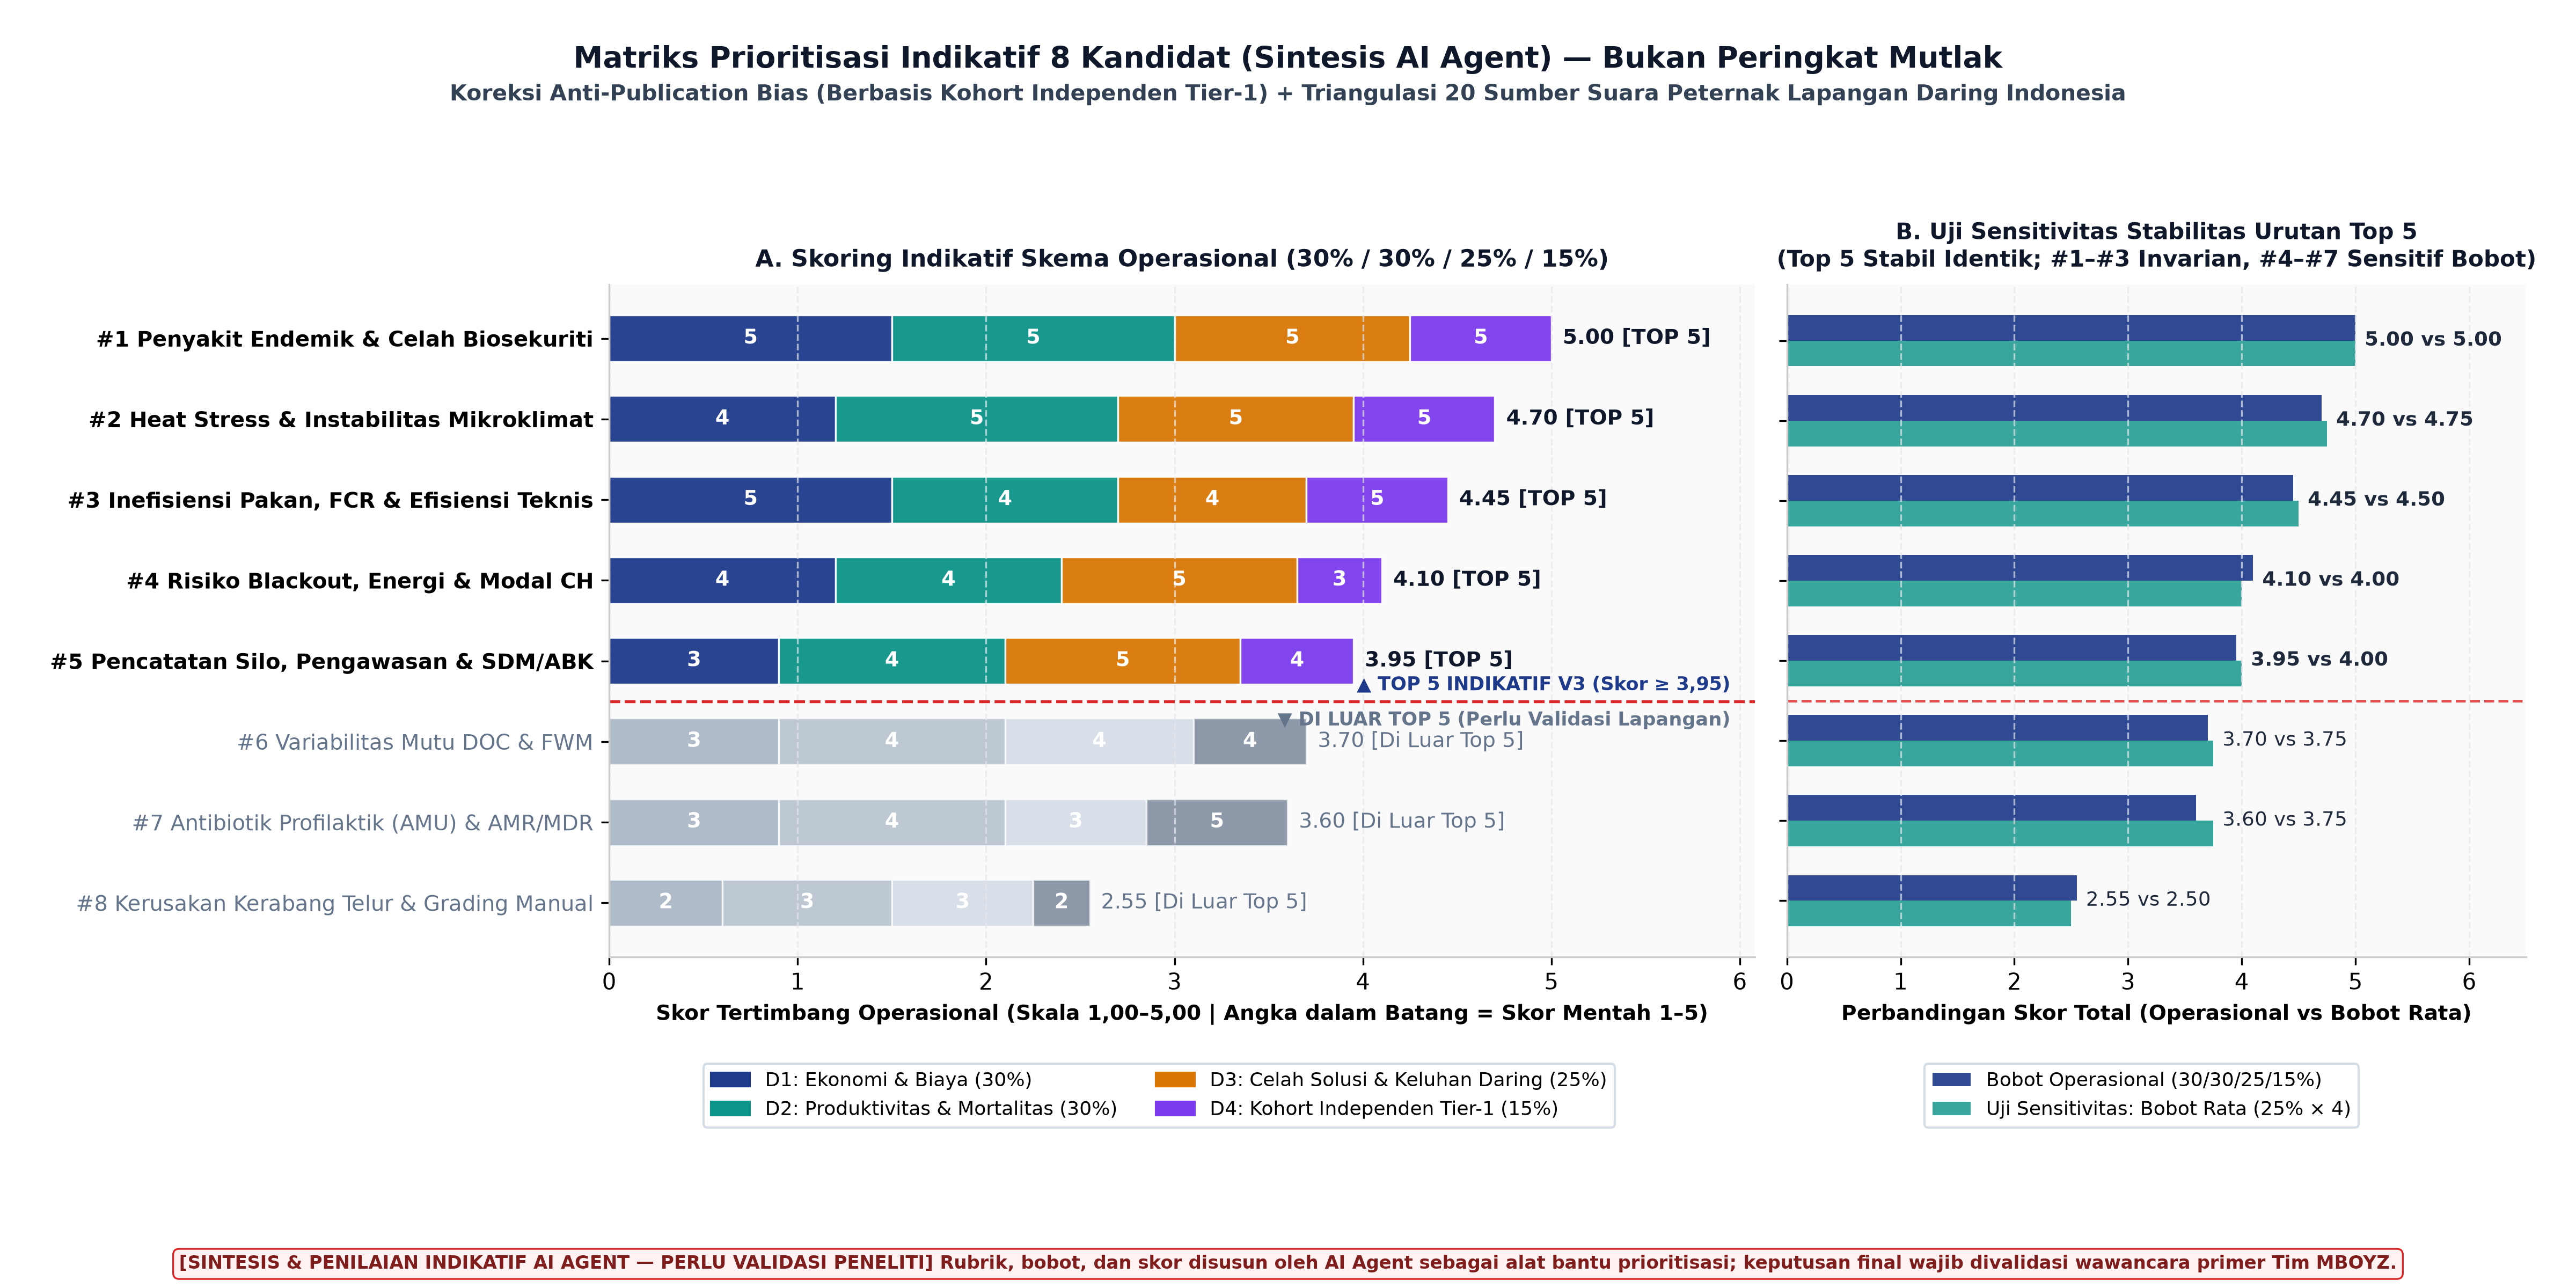 Matriks Prioritisasi Indikatif 8 Kandidat (Sintesis AI Agent) — Bukan Peringkat Mutlak
Koreksi Anti-Publication Bias (Berbasis Kohort Independen Tier-1) + Triangulasi 20 Sumber Suara Peternak Lapangan Daring Indonesia
A. Skoring Indikatif Skema Operasional (30% / 30% / 25% / 15%)
#1 Penyakit Endemik & Celah Biosekuriti 5 5 5 5 5.00 [TOP 5]
#2 Heat Stress & Instabilitas Mikroklimat 4 5 5 5 4.70 [TOP 5]
#3 Inefisiensi Pakan, FCR & Efisiensi Teknis 5 4 4 5 4.45 [TOP 5]
#4 Risiko Blackout, Energi & Modal CH 4 4 5 3 4.10 [TOP 5]
#5 Pencatatan Silo, Pengawasan & SDM/ABK 3 4 5 4 3.95 [TOP 5]
▲ TOP 5 INDIKATIF V3 (Skor ≥ 3,95)
▼ DI LUAR TOP 5 (Perlu Validasi Lapangan)
#6 Variabilitas Mutu DOC & FWM 3 4 4 4 3.70 [Di Luar Top 5]
#7 Antibiotik Profilaktik (AMU) & AMR/MDR 3 4 3 5 3.60 [Di Luar Top 5]
#8 Kerusakan Kerabang Telur & Grading Manual 2 3 3 2 2.55 [Di Luar Top 5]
0 1 2 3 4 5 6
Skor Tertimbang Operasional (Skala 1,00–5,00 | Angka dalam Batang = Skor Mentah 1–5)
D1: Ekonomi & Biaya (30%)
D2: Produktivitas & Mortalitas (30%)
D3: Celah Solusi & Keluhan Daring (25%)
D4: Kohort Independen Tier-1 (15%)
B. Uji Sensitivitas Stabilitas Urutan Top 5
(Top 5 Stabil Identik; #1–#3 Invarian, #4–#7 Sensitif Bobot)
5.00 vs 5.00
4.70 vs 4.75
4.45 vs 4.50
4.10 vs 4.00
3.95 vs 4.00
3.70 vs 3.75
3.60 vs 3.75
2.55 vs 2.50
0 1 2 3 4 5 6
Perbandingan Skor Total (Operasional vs Bobot Rata)
Bobot Operasional (30/30/25/15%)
Uji Sensitivitas: Bobot Rata (25% × 4)
[SINTESIS & PENILAIAN INDIKATIF AI AGENT — PERLU VALIDASI PENELITI] Rubrik, bobot, dan skor disusun oleh AI Agent sebagai alat bantu prioritisasi; keputusan final wajib divalidasi wawancara primer Tim MBOYZ.